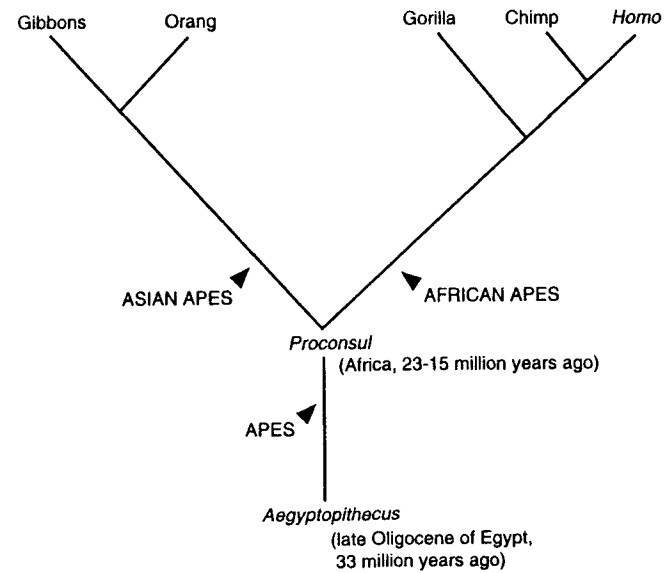 Gibbons
Orang
Gorilla
Chimp
Homo
ASIAN APES
AFRICAN APES
Proconsul
(Africa, 23-15 million years ago)
APES
Aegyptopithecus
(late Oligocene of Egypt,
33 million years ago)